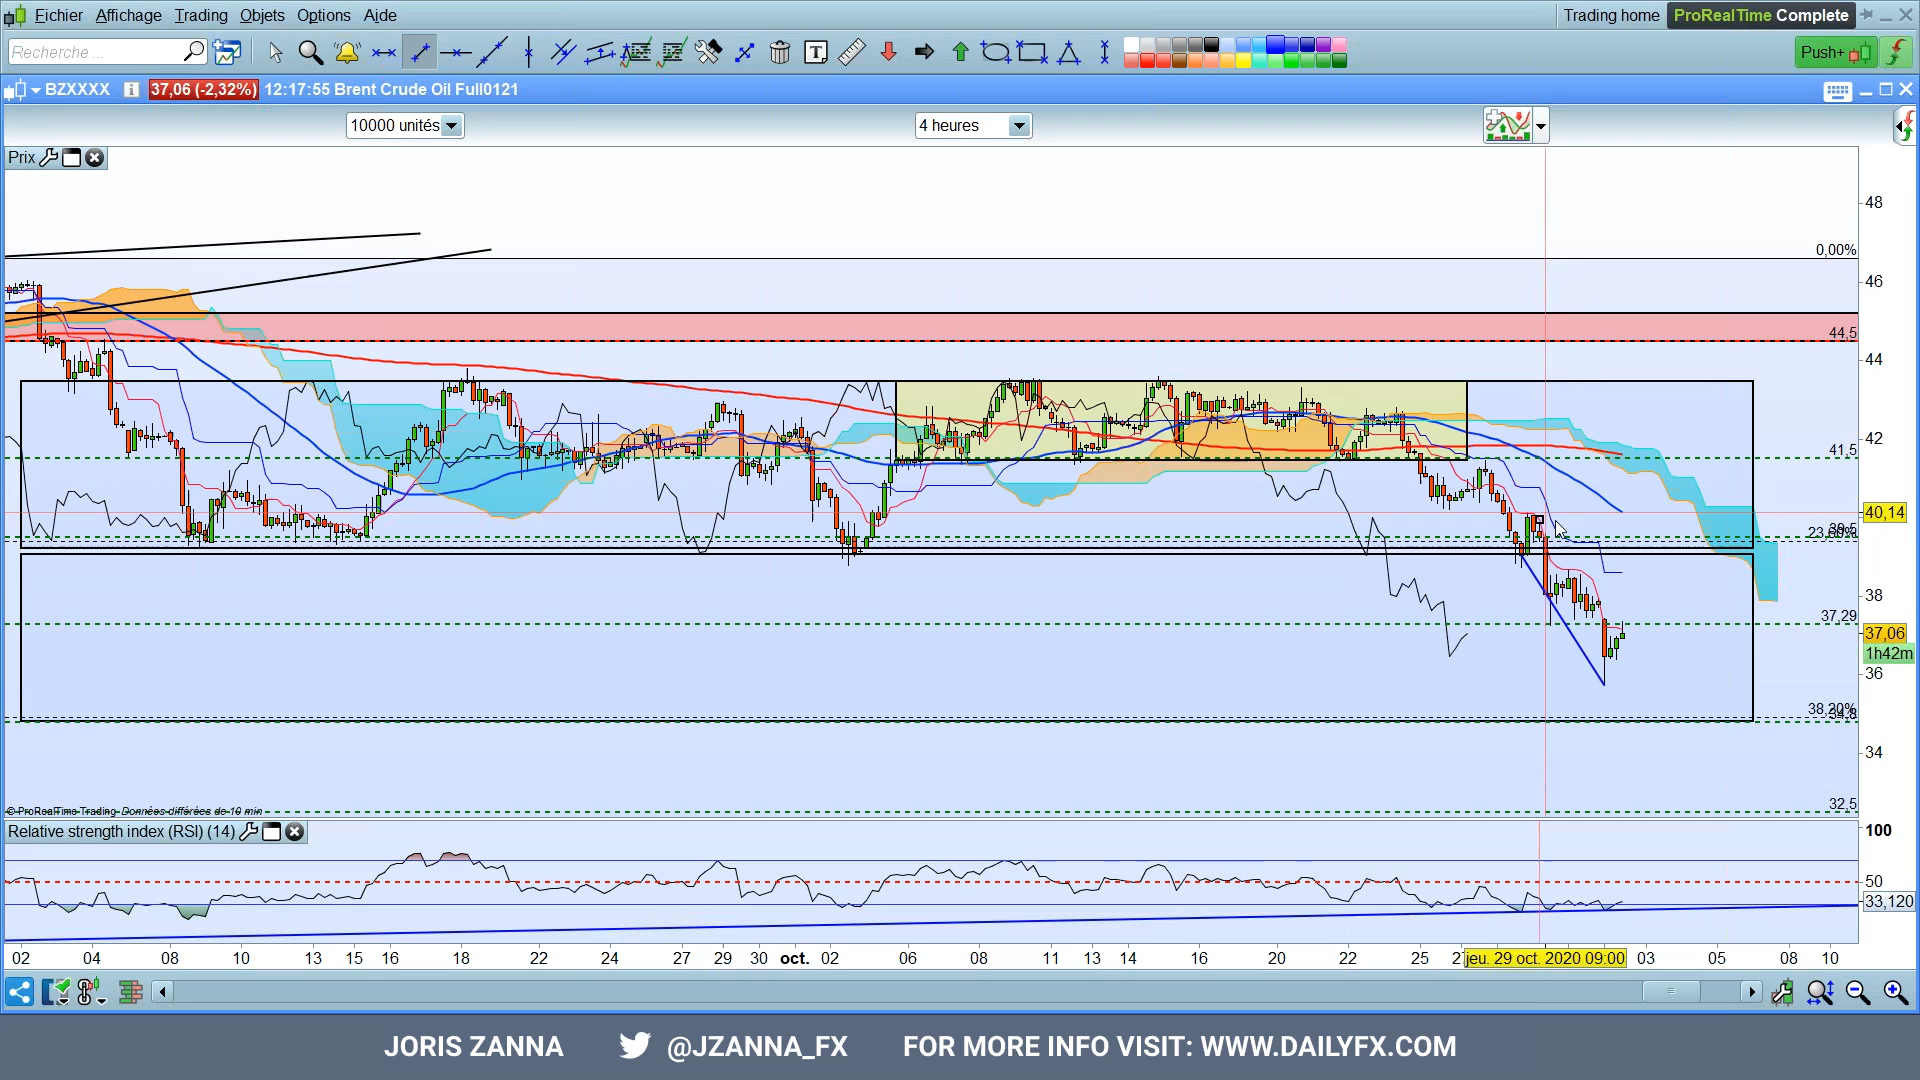 Fichier Affichage Trading Objets Options Aide Trading home ProRealTime Complete
Recherche ... Push+
BZXXXX 37,06 (-2,32%) 12:17:55 Brent Crude Oil Full0121
10000 unités 4 heures
Prix
48
0,00%
46
44,5
44
42
41,5
40,14
39,5
38
37,29
37,06
1h42m
36
38,20%
34,8
34
32,5
© ProRealTime Trading Données différées de 10 min
Relative strength index (RSI) (14)
100
50
33,120
02 04 08 10 13 15 16 18 22 24 27 29 30 oct. 02 06 08 11 13 14 16 20 22 25 jeu. 29 oct. 2020 09:00 03 05 08 10
JORIS ZANNA @JZANNA_FX FOR MORE INFO VISIT: WWW.DAILYFX.COM